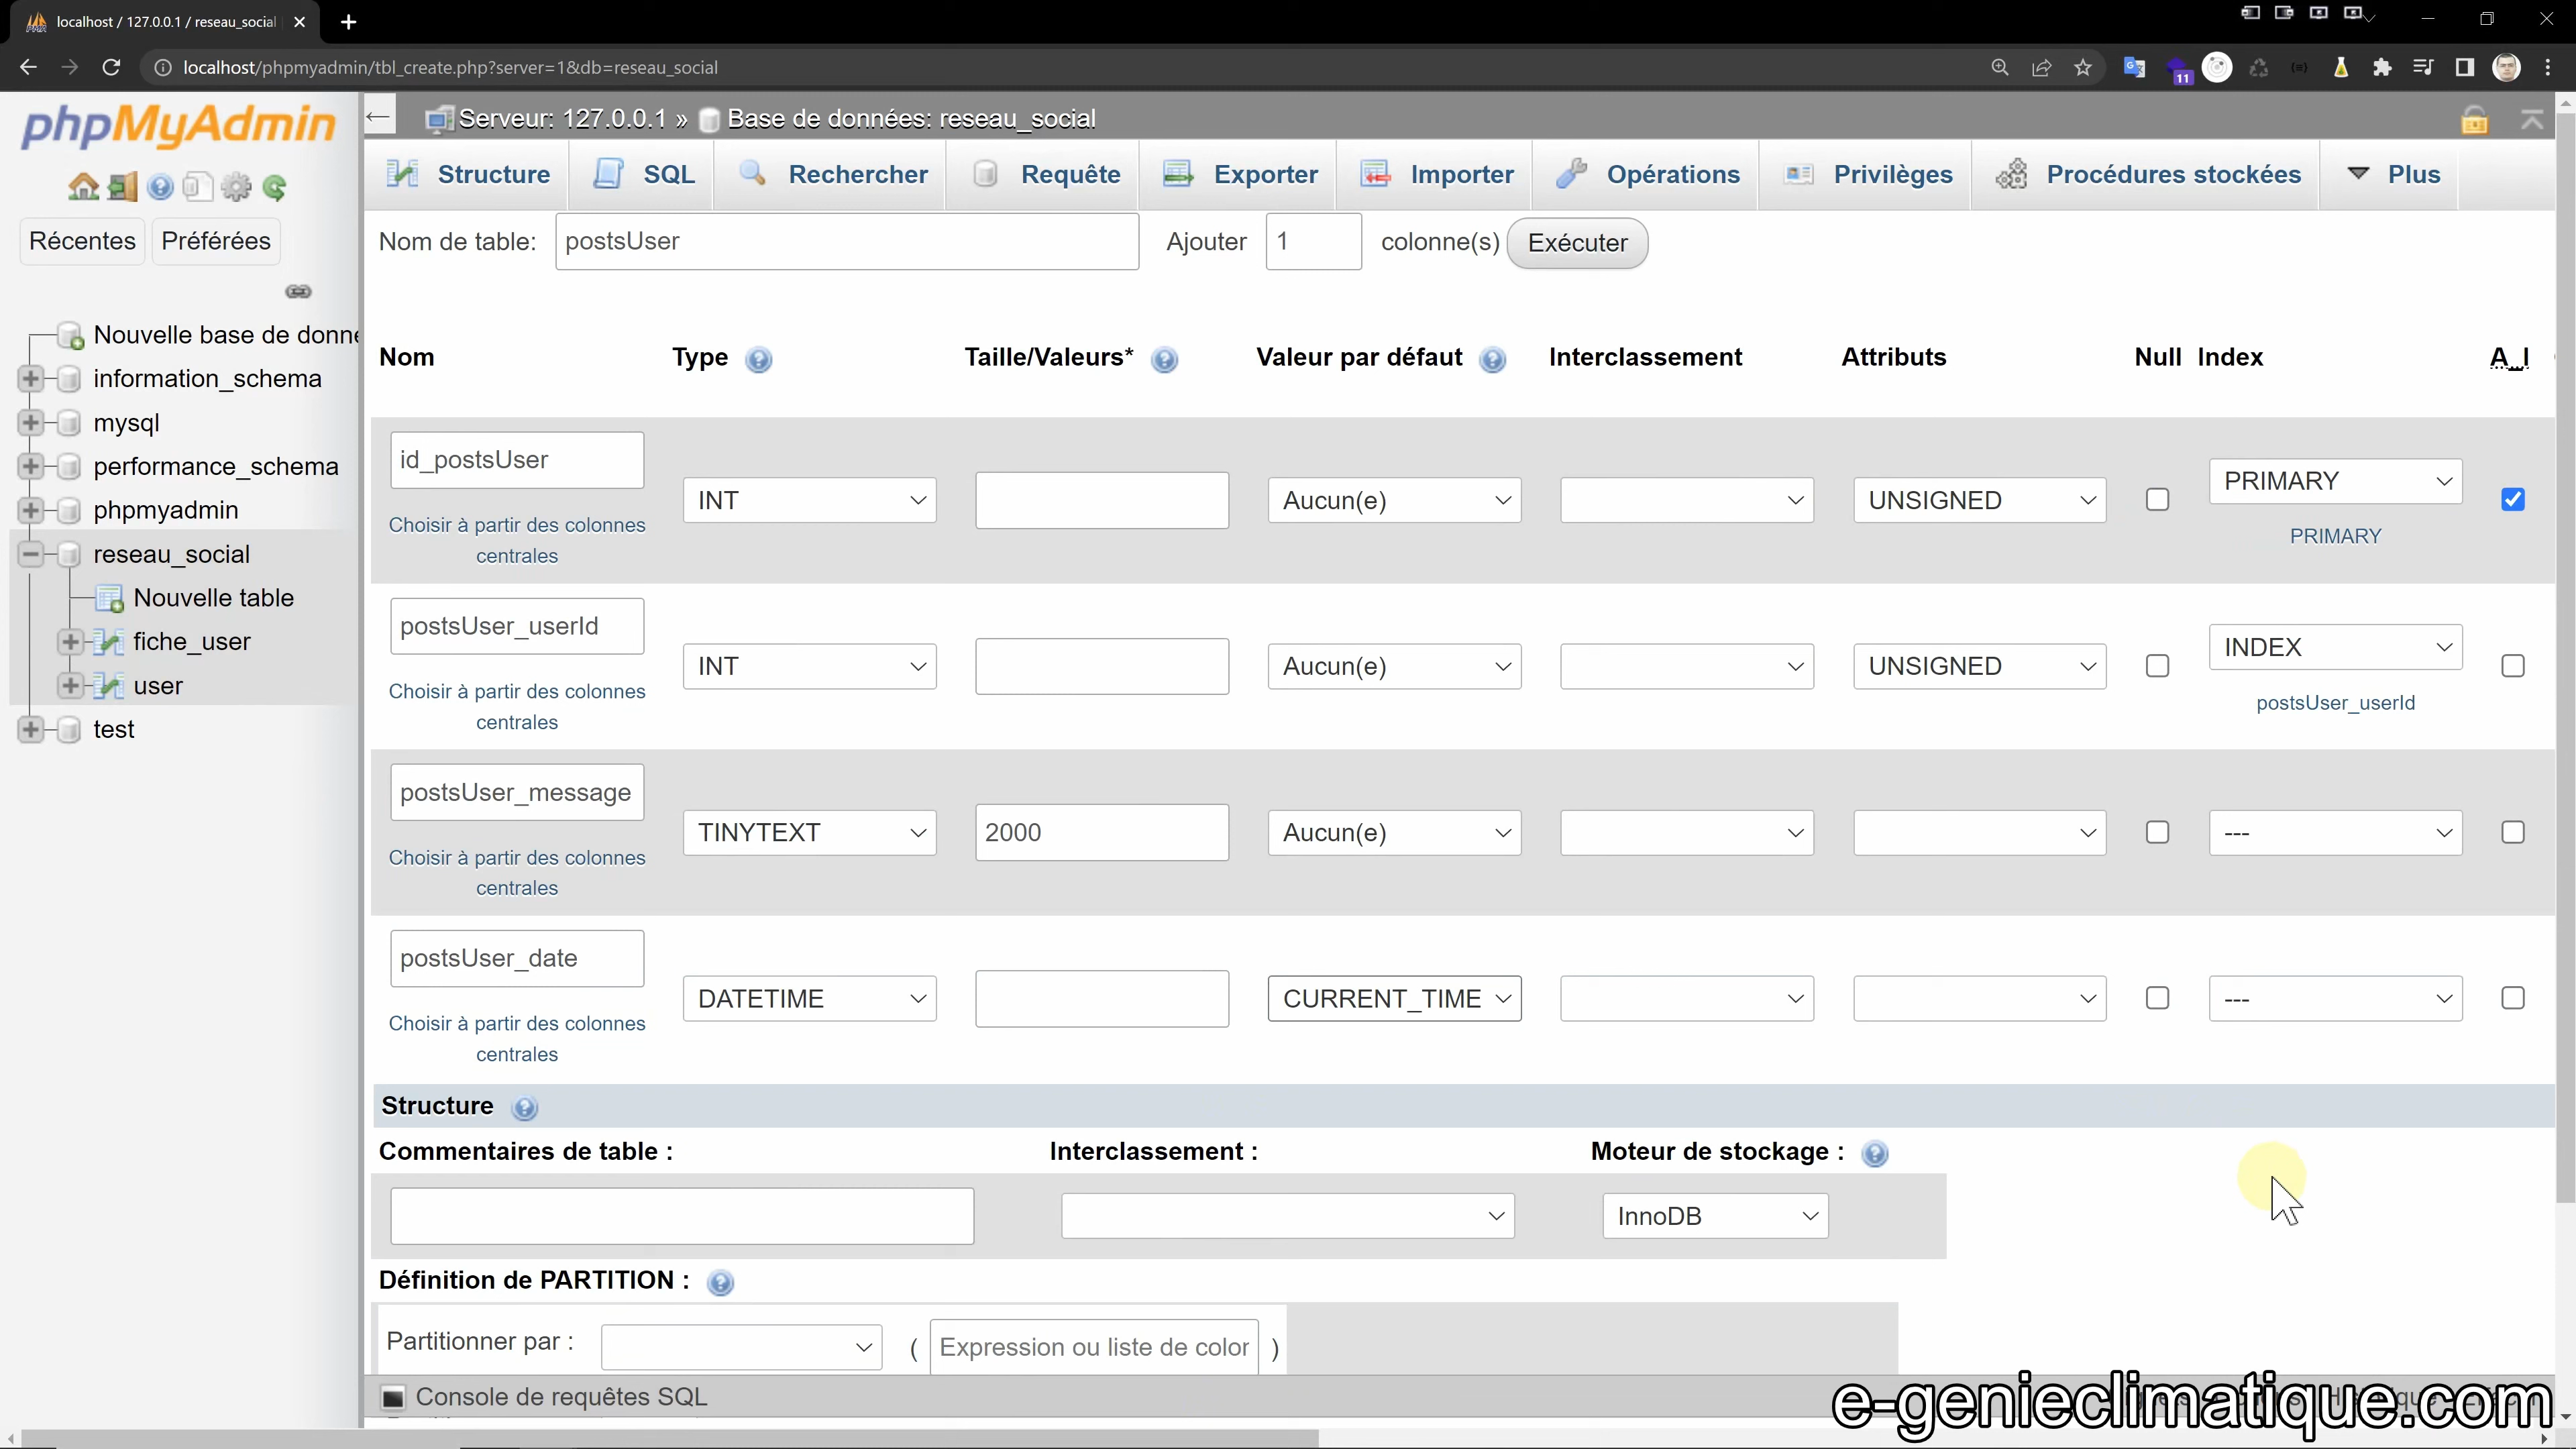 localhost / 127.0.0.1 / reseau_social
localhost/phpmyadmin/tbl_create.php?server=1&db=reseau_social
11
phpMyAdmin
Récentes
Préférées
Nouvelle base de donné
information_schema
mysql
performance_schema
phpmyadmin
reseau_social
Nouvelle table
fiche_user
user
test
Serveur: 127.0.0.1 » Base de données: reseau_social
Structure
SQL
Rechercher
Requête
Exporter
Importer
Opérations
Privilèges
Procédures stockées
Plus
Nom de table: postsUser Ajouter 1 colonne(s) Exécuter
Nom Type Taille/Valeurs* Valeur par défaut Interclassement Attributs Null Index A_I
id_postsUser
INT Aucun(e) UNSIGNED PRIMARY
Choisir à partir des colonnes
centrales
PRIMARY
postsUser_userId
INT Aucun(e) UNSIGNED INDEX
Choisir à partir des colonnes
centrales
postsUser_userId
postsUser_message
TINYTEXT 2000 Aucun(e) ---
Choisir à partir des colonnes
centrales
postsUser_date
DATETIME CURRENT_TIME ---
Choisir à partir des colonnes
centrales
Structure
Commentaires de table : Interclassement : Moteur de stockage :
InnoDB
Définition de PARTITION :
Partitionner par : ( Expression ou liste de color )
Console de requêtes SQL
e-genieclimatique.com